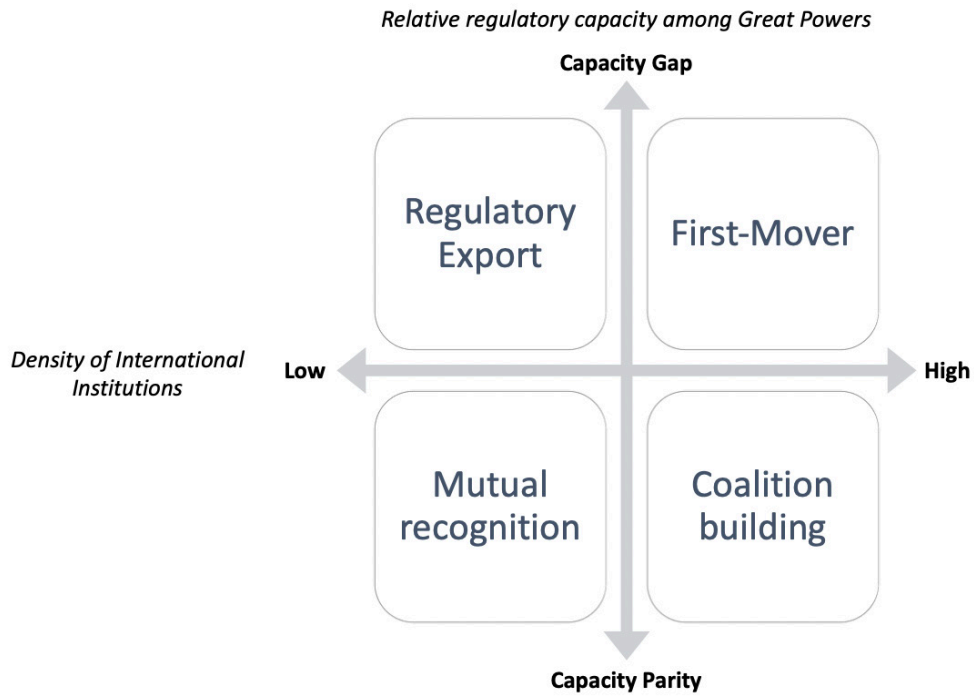 Relative regulatory capacity among Great Powers
Capacity Gap
Regulatory
Export
First-Mover
Density of International
Institutions
Low
High
Mutual
recognition
Coalition
building
Capacity Parity